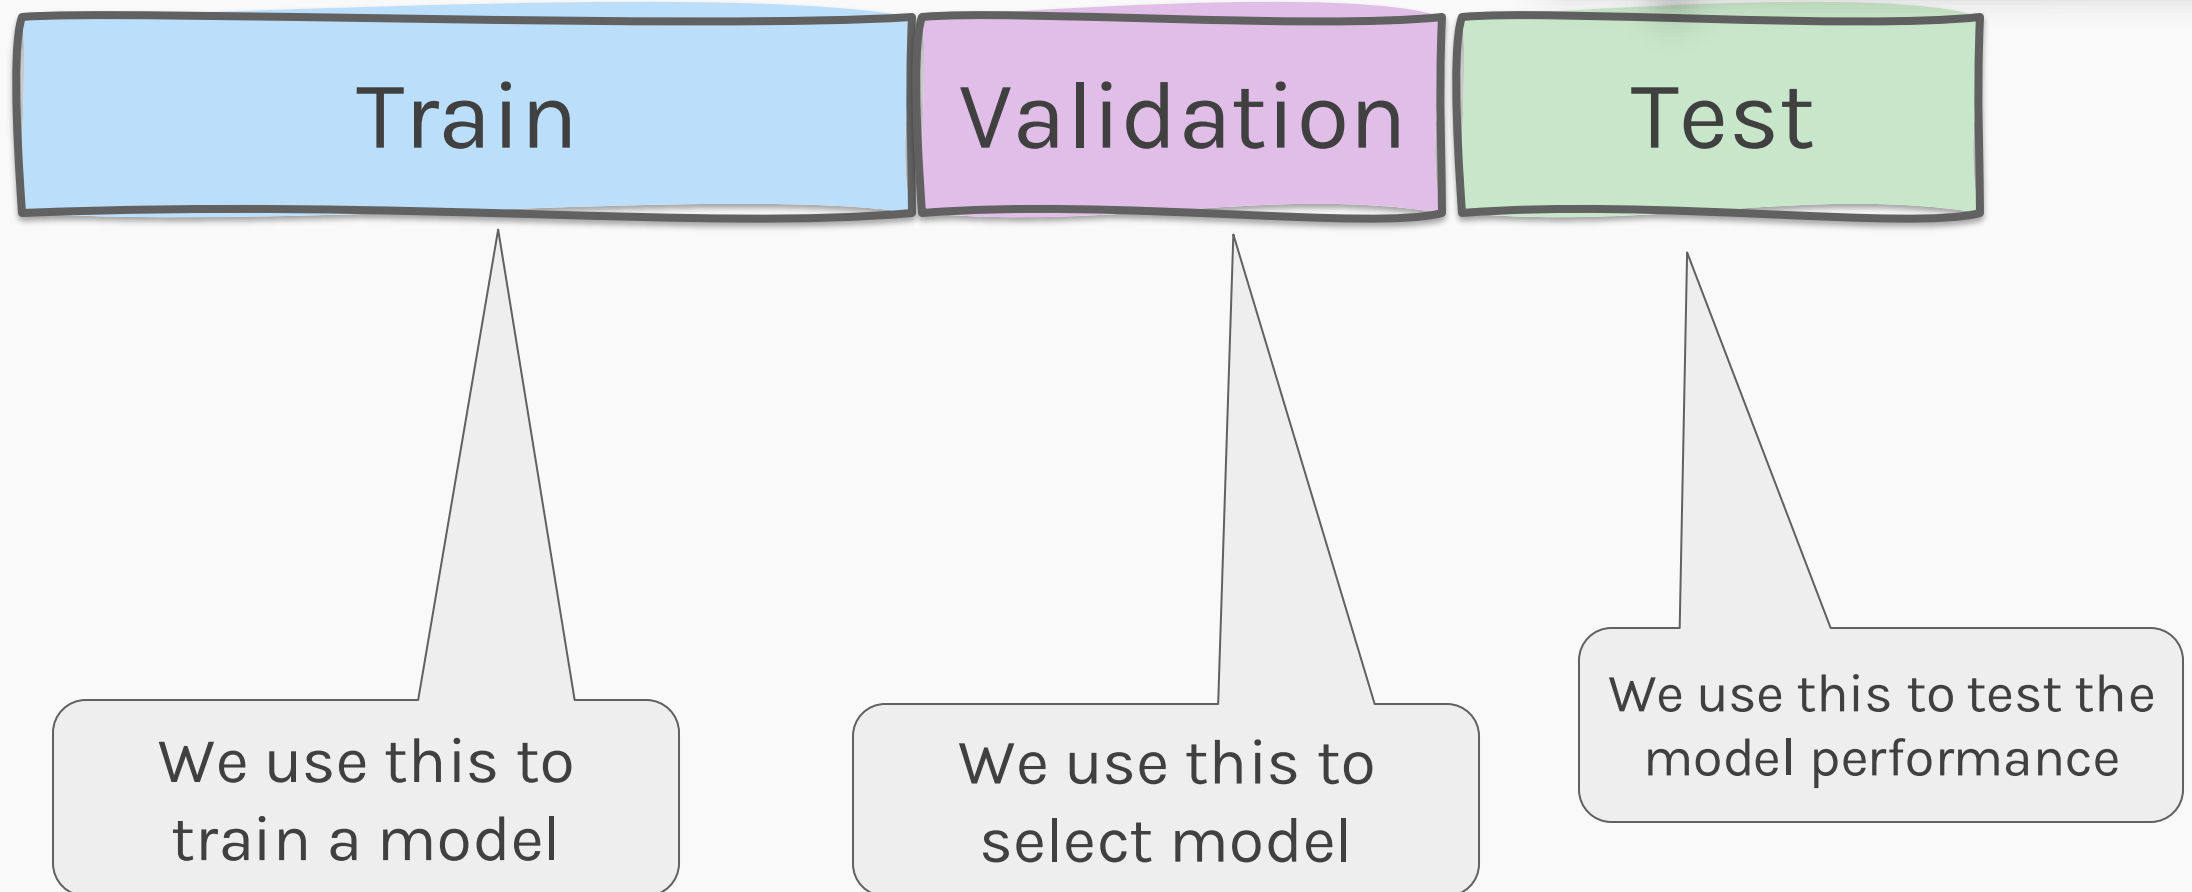 Train
Validation
Test
We use this to
train a model
We use this to
select model
We use this to test the
model performance